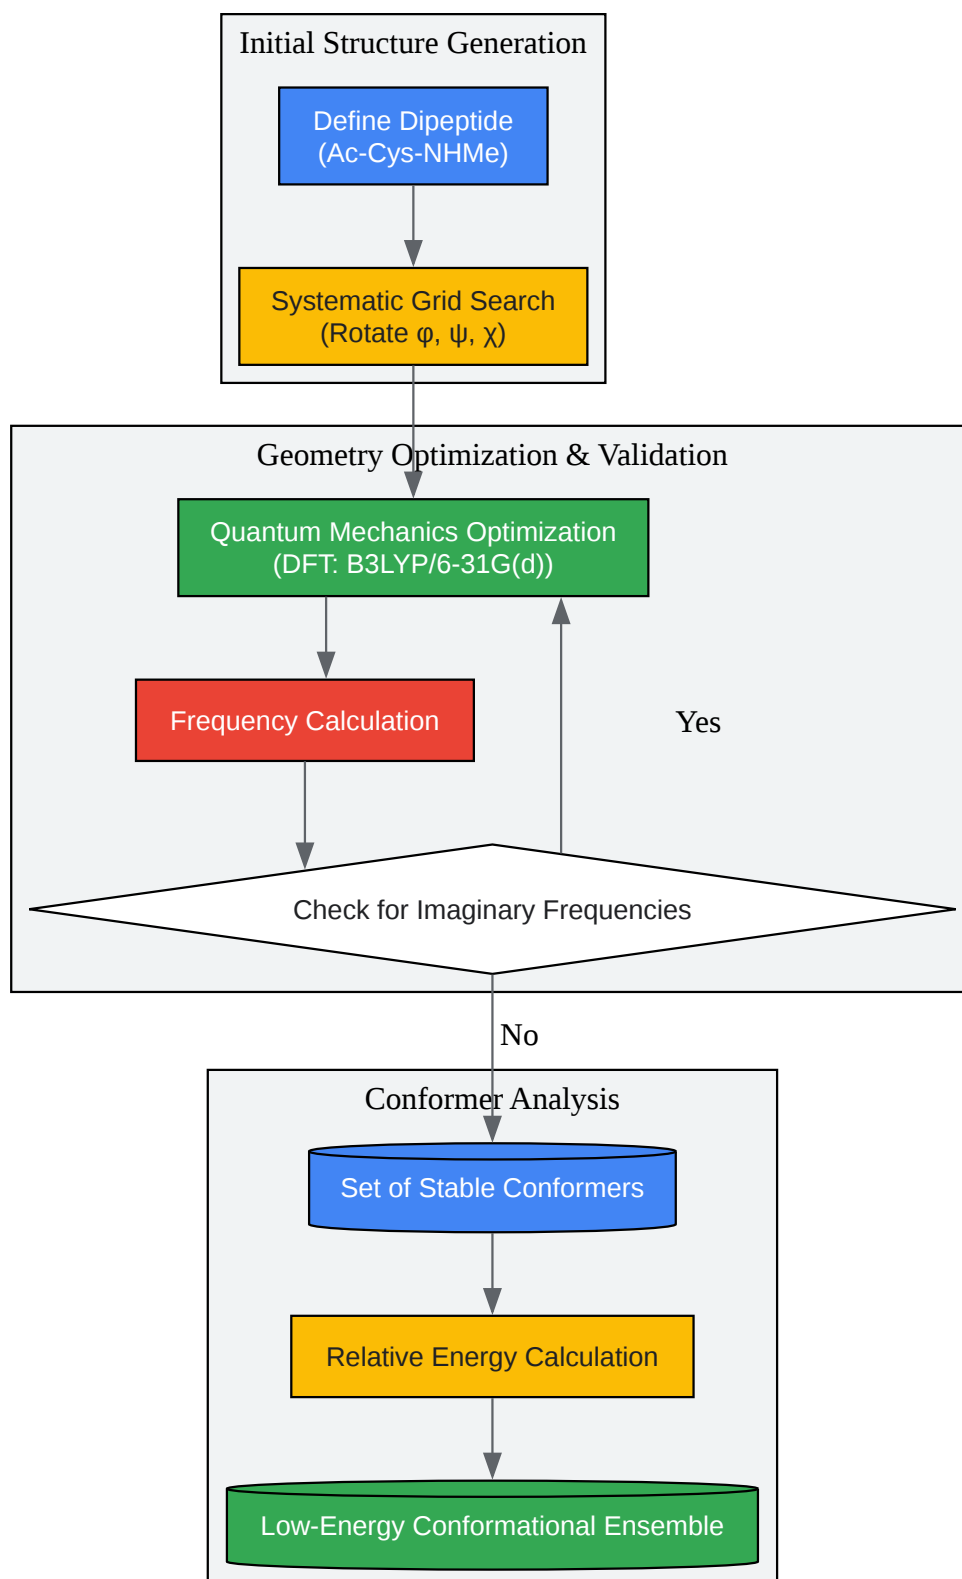 Initial Structure Generation
Define Dipeptide
(Ac-Cys-NHMe)
Systematic Grid Search
(Rotate φ, ψ, χ)
Geometry Optimization & Validation
Quantum Mechanics Optimization
(DFT: B3LYP/6-31G(d))
Frequency Calculation
Yes
Check for Imaginary Frequencies
No
Conformer Analysis
Set of Stable Conformers
Relative Energy Calculation
Low-Energy Conformational Ensemble